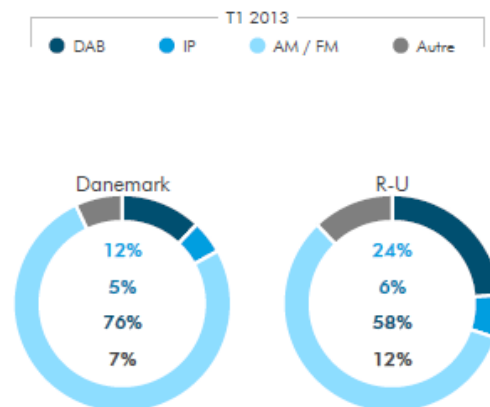 T1 2013
DAB IP AM / FM Autre
Danemark
12%
5%
76%
7%
R-U
24%
6%
58%
12%